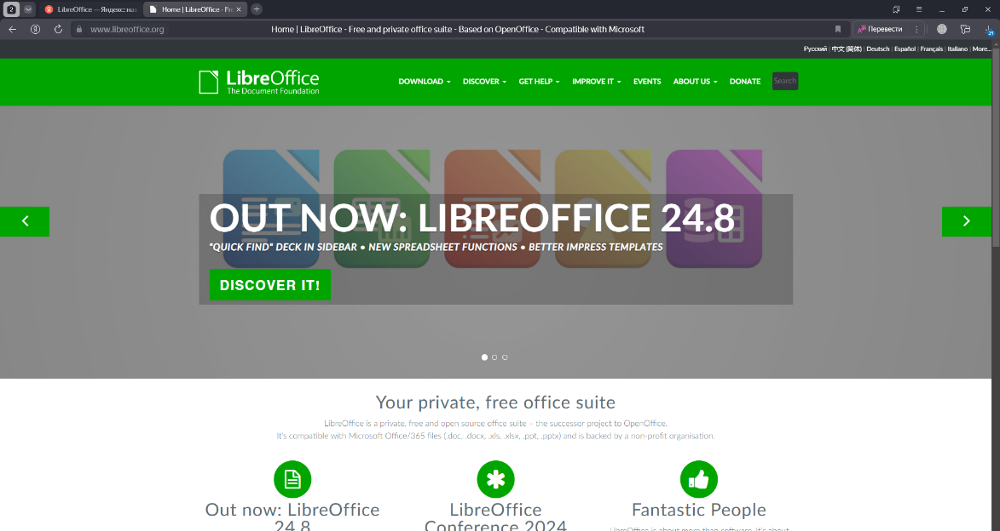 2
LibreOffice — Яндекс: на
Home | LibreOffice - Fre
www.libreoffice.org
Home | LibreOffice - Free and private office suite - Based on OpenOffice - Compatible with Microsoft
Перевести
21
Русский | 中文 (简体) | Deutsch | Español | Français | Italiano | More...
LibreOffice
The Document Foundation
DOWNLOAD
DISCOVER
GET HELP
IMPROVE IT
EVENTS
ABOUT US
DONATE
Search
OUT NOW: LIBREOFFICE 24.8
"QUICK FIND" DECK IN SIDEBAR • NEW SPREADSHEET FUNCTIONS • BETTER IMPRESS TEMPLATES
DISCOVER IT!
Your private, free office suite
LibreOffice is a private, free and open source office suite – the successor project to OpenOffice.
It's compatible with Microsoft Office/365 files (.doc, .docx, .xls, .xlsx, .ppt, .pptx) and is backed by a non-profit organisation.
Out now: LibreOffice
24.8
LibreOffice
Conference 2024
Fantastic People
LibreOffice is about more than software. It's about